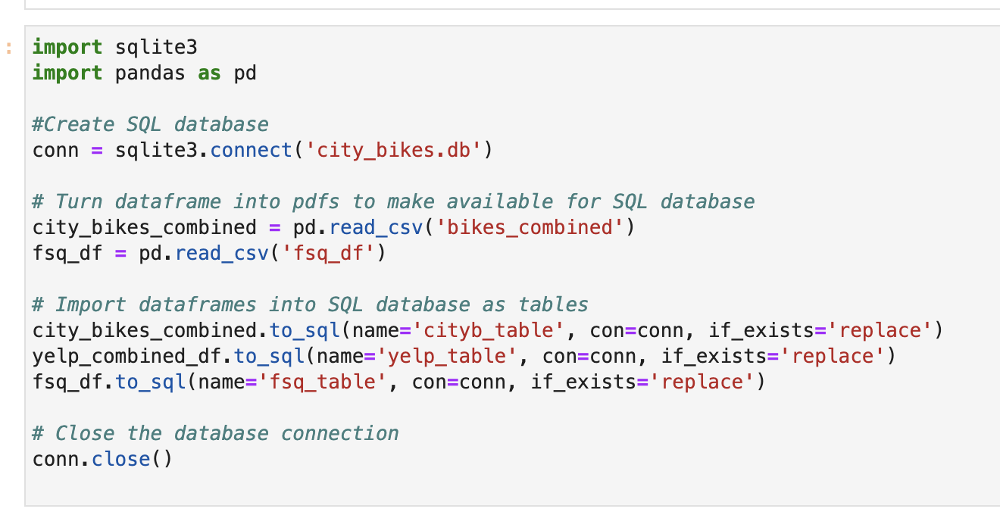 :
import sqlite3
import pandas as pd
#Create SQL database
conn = sqlite3.connect('city_bikes.db')
# Turn dataframe into pdfs to make available for SQL database
city_bikes_combined = pd.read_csv('bikes_combined')
fsq_df = pd.read_csv('fsq_df')
# Import dataframes into SQL database as tables
city_bikes_combined.to_sql(name='cityb_table', con=conn, if_exists='replace')
yelp_combined_df.to_sql(name='yelp_table', con=conn, if_exists='replace')
fsq_df.to_sql(name='fsq_table', con=conn, if_exists='replace')
# Close the database connection
conn.close()